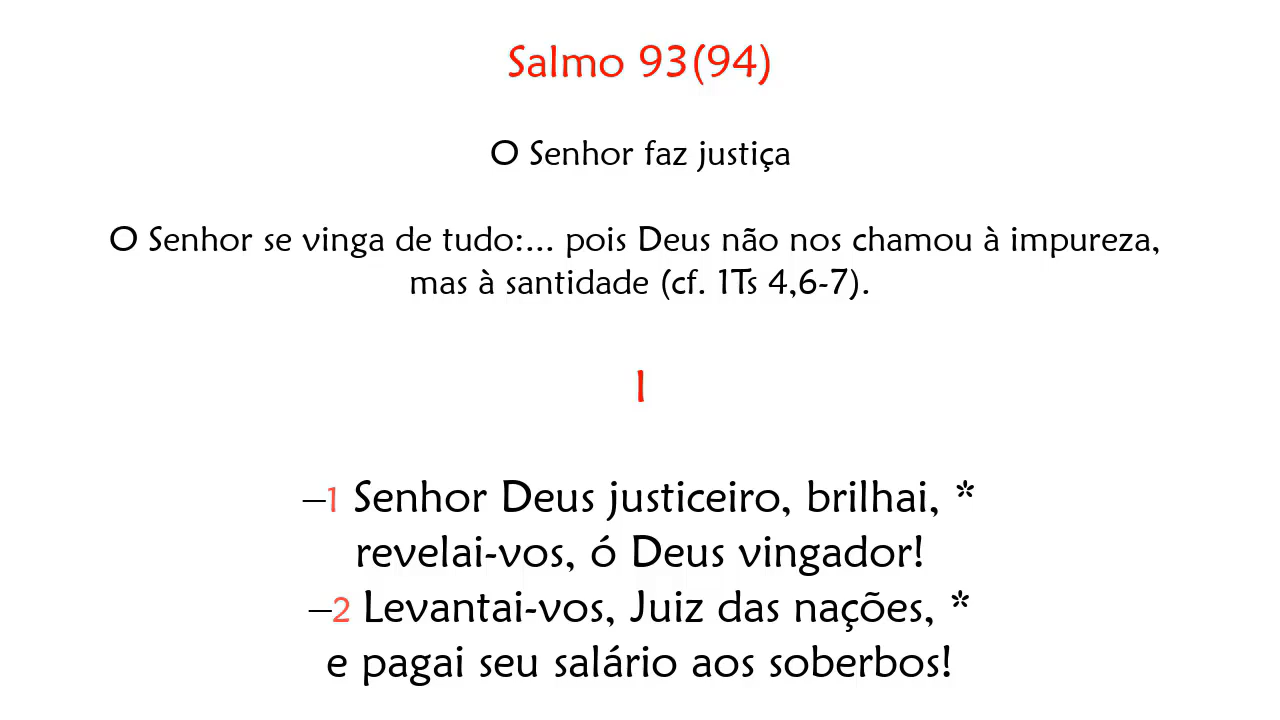 Salmo 93(94)
O Senhor faz justiça
O Senhor se vinga de tudo:... pois Deus não nos chamou à impureza,
mas à santidade (cf. 1Ts 4,6-7).
I
–1 Senhor Deus justiceiro, brilhai, *
revelai-vos, ó Deus vingador!
–2 Levantai-vos, Juiz das nações, *
e pagai seu salário aos soberbos!